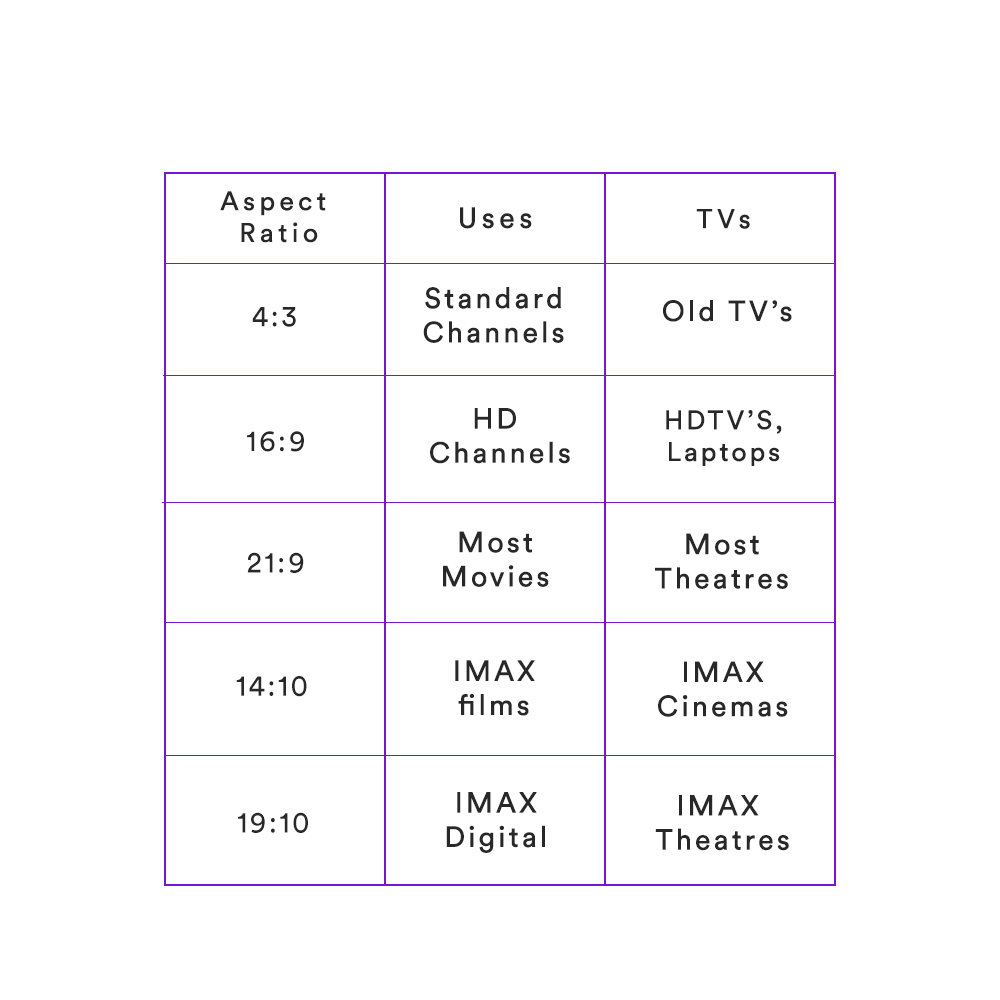 Aspect
Ratio
Uses
TVs
4:3
Standard
Channels
Old TV’s
16:9
HD
Channels
HDTV’S,
Laptops
21:9
Most
Movies
Most
Theatres
14:10
IMAX
films
IMAX
Cinemas
19:10
IMAX
Digital
IMAX
Theatres